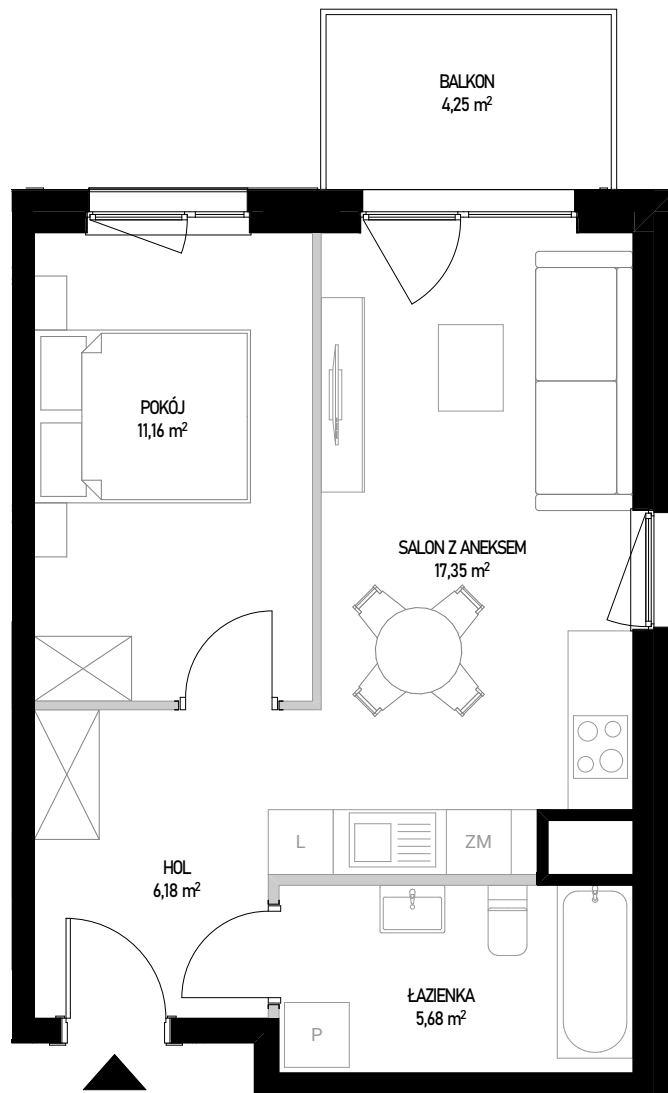 BALKON
4,25 m²
POKÓJ
11,16 m²
SALON Z ANEKSEM
17,35 m²
L
ZM
HOL
6,18 m²
ŁAZIENKA
5,68 m²
P